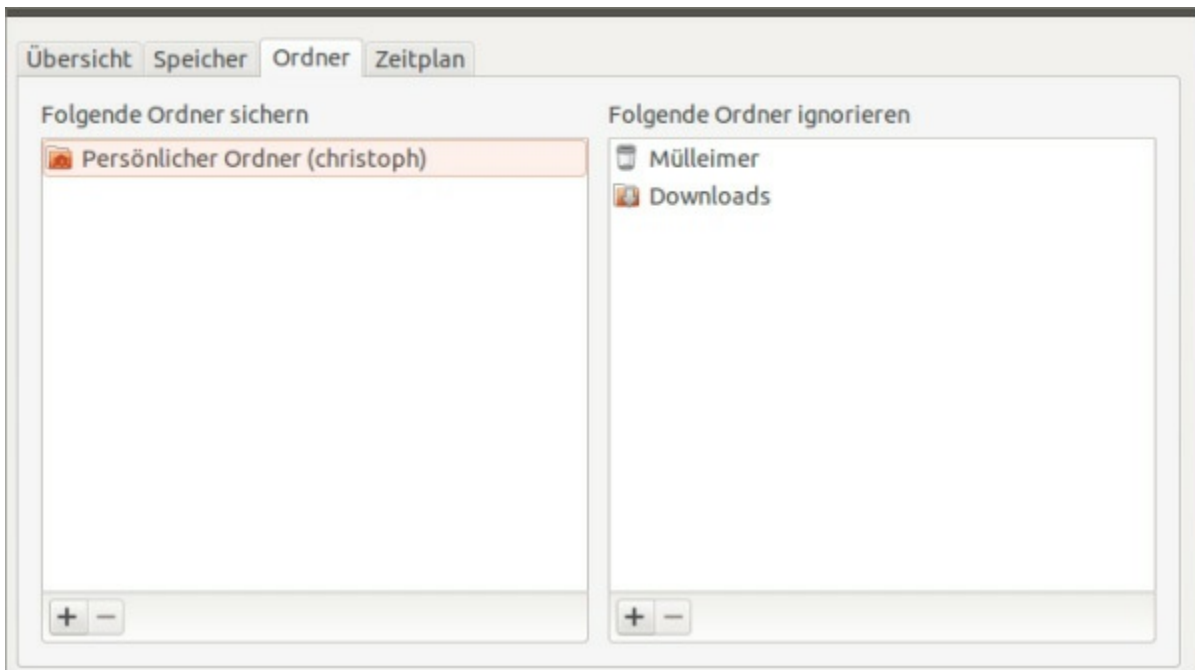 Übersicht Speicher Ordner Zeitplan
Folgende Ordner sichern
Persönlicher Ordner (christoph)
Folgende Ordner ignorieren
Mülleimer
Downloads